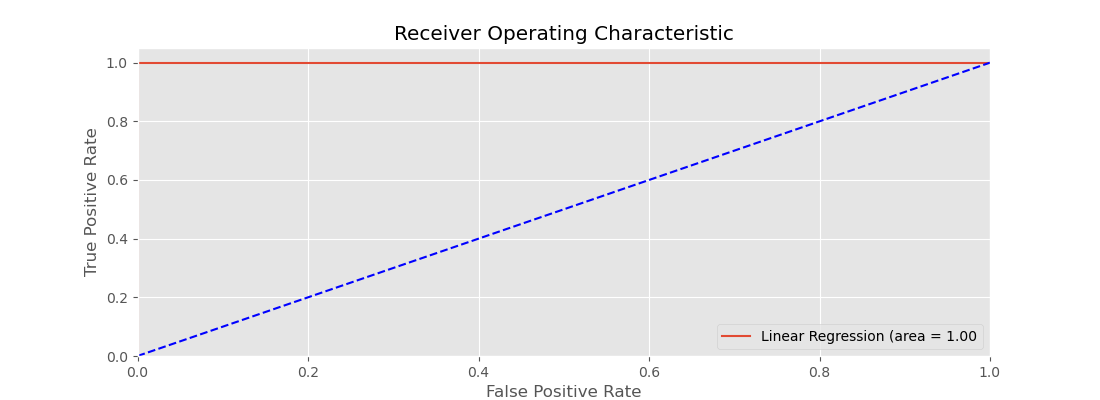 Receiver Operating Characteristic
True Positive Rate
1.0
0.8
0.6
0.4
0.2
0.0
Linear Regression (area = 1.00
0.0 0.2 0.4 0.6 0.8 1.0
False Positive Rate